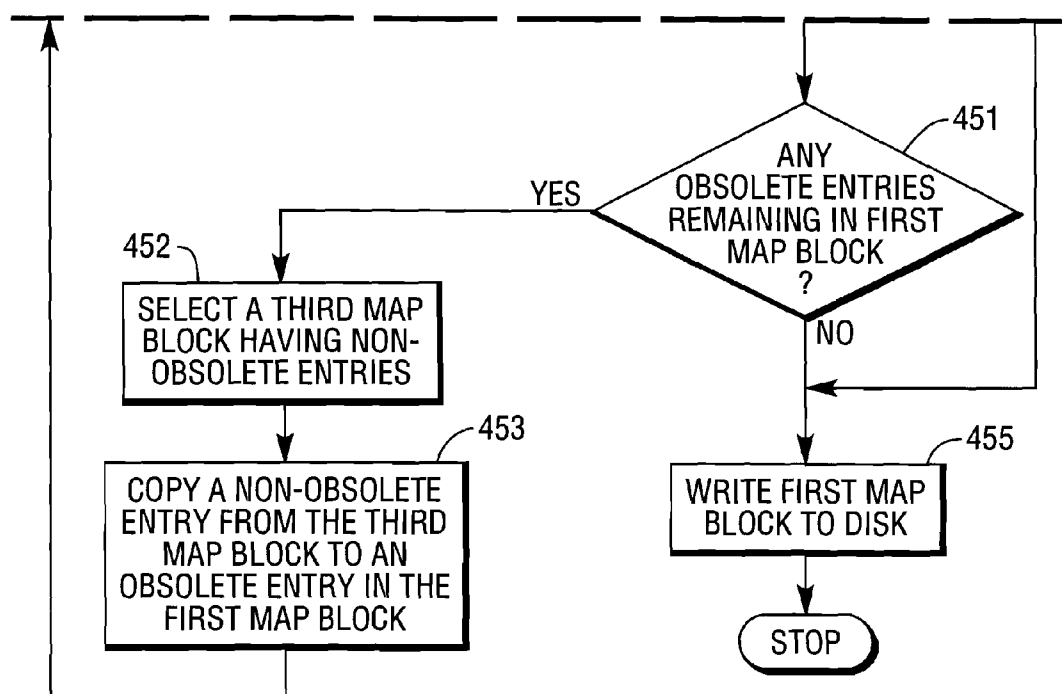 451
ANY
OBSOLETE ENTRIES
REMAINING IN FIRST
MAP BLOCK
?
YES
NO
452
SELECT A THIRD MAP
BLOCK HAVING NON-
OBSOLETE ENTRIES
453
COPY A NON-OBSOLETE
ENTRY FROM THE THIRD
MAP BLOCK TO AN
OBSOLETE ENTRY IN THE
FIRST MAP BLOCK
455
WRITE FIRST MAP
BLOCK TO DISK
STOP